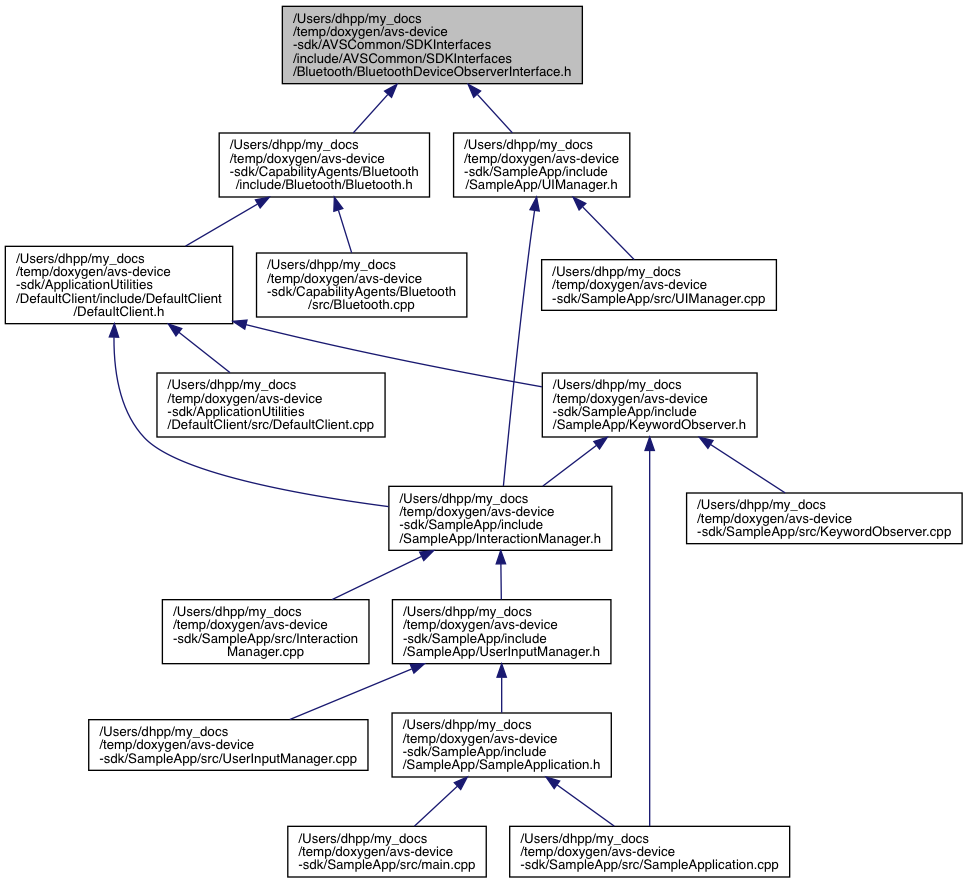 /Users/dhpp/my_docs
/temp/doxygen/avs-device
-sdk/AVSCommon/SDKInterfaces
/include/AVSCommon/SDKInterfaces
/Bluetooth/BluetoothDeviceObserverInterface.h
/Users/dhpp/my_docs
/temp/doxygen/avs-device
-sdk/CapabilityAgents/Bluetooth
/include/Bluetooth/Bluetooth.h
/Users/dhpp/my_docs
/temp/doxygen/avs-device
-sdk/SampleApp/include
/SampleApp/UIManager.h
/Users/dhpp/my_docs
/temp/doxygen/avs-device
-sdk/ApplicationUtilities
/DefaultClient/include/DefaultClient
/DefaultClient.h
/Users/dhpp/my_docs
/temp/doxygen/avs-device
-sdk/CapabilityAgents/Bluetooth
/src/Bluetooth.cpp
/Users/dhpp/my_docs
/temp/doxygen/avs-device
-sdk/SampleApp/src/UIManager.cpp
/Users/dhpp/my_docs
/temp/doxygen/avs-device
-sdk/ApplicationUtilities
/DefaultClient/src/DefaultClient.cpp
/Users/dhpp/my_docs
/temp/doxygen/avs-device
-sdk/SampleApp/include
/SampleApp/KeywordObserver.h
/Users/dhpp/my_docs
/temp/doxygen/avs-device
-sdk/SampleApp/include
/SampleApp/InteractionManager.h
/Users/dhpp/my_docs
/temp/doxygen/avs-device
-sdk/SampleApp/src/KeywordObserver.cpp
/Users/dhpp/my_docs
/temp/doxygen/avs-device
-sdk/SampleApp/src/Interaction
Manager.cpp
/Users/dhpp/my_docs
/temp/doxygen/avs-device
-sdk/SampleApp/include
/SampleApp/UserInputManager.h
/Users/dhpp/my_docs
/temp/doxygen/avs-device
-sdk/SampleApp/src/UserInputManager.cpp
/Users/dhpp/my_docs
/temp/doxygen/avs-device
-sdk/SampleApp/include
/SampleApp/SampleApplication.h
/Users/dhpp/my_docs
/temp/doxygen/avs-device
-sdk/SampleApp/src/main.cpp
/Users/dhpp/my_docs
/temp/doxygen/avs-device
-sdk/SampleApp/src/SampleApplication.cpp